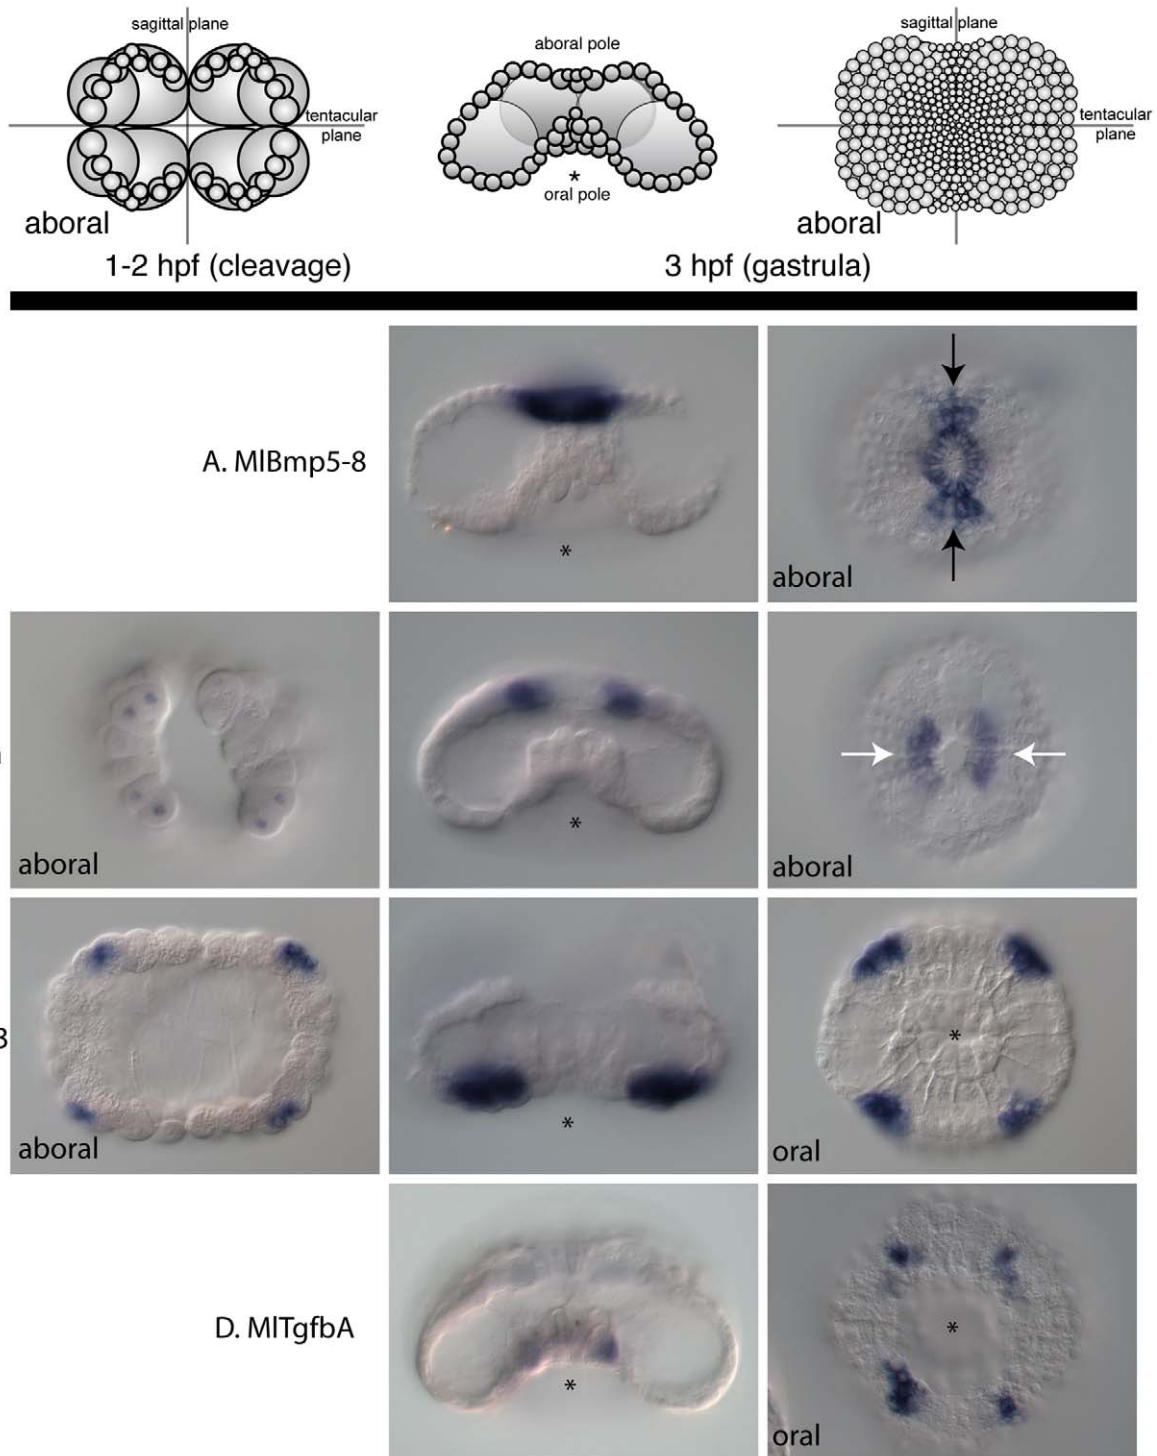 sagittal plane
tentacular
plane
aboral
1-2 hpf (cleavage)
aboral pole
*
oral pole
sagittal plane
tentacular
plane
aboral
3 hpf (gastrula)
A. MlBmp5-8
*
aboral
aboral
*
aboral
3
aboral
*
*
oral
D. MlTgfbA
*
*
oral